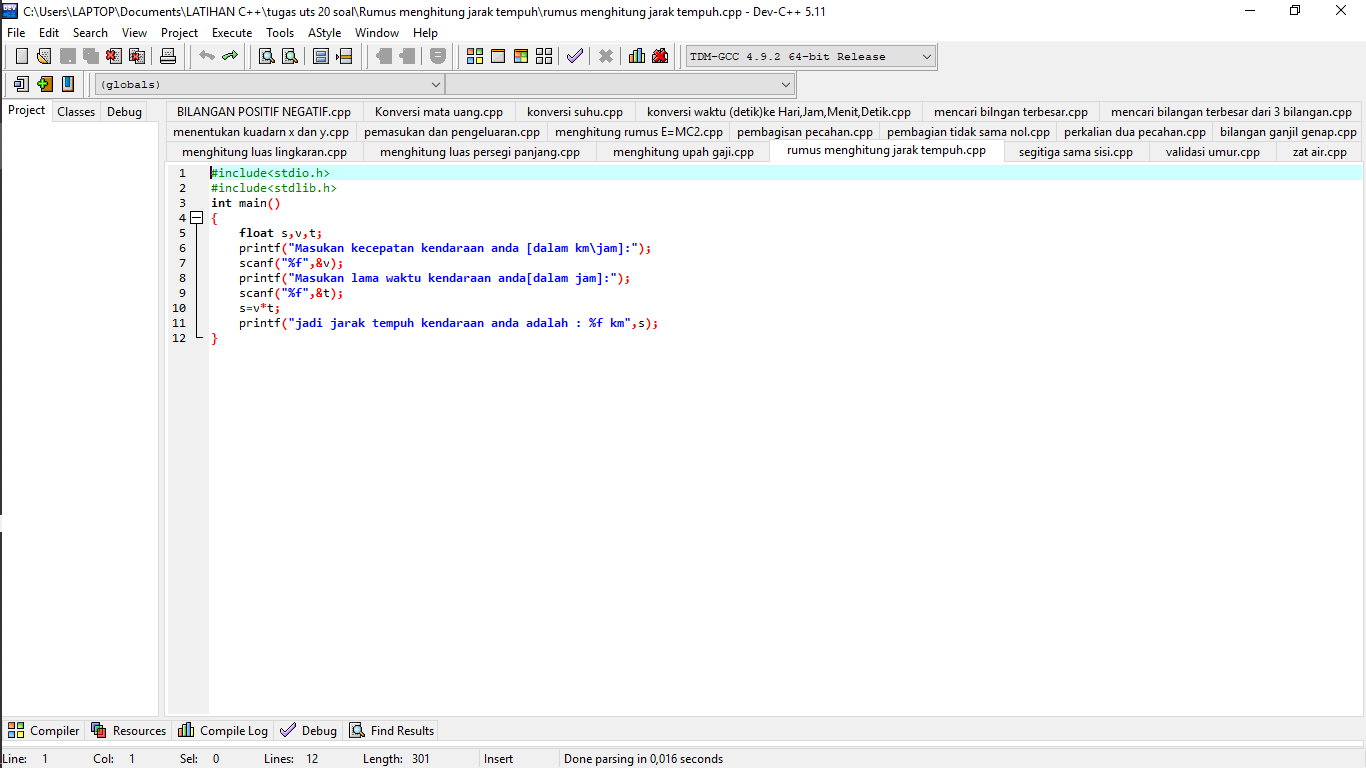 C:\Users\LAPTOP\Documents\LATIHAN C++\tugas uts 20 soal\Rumus menghitung jarak tempuh\rumus menghitung jarak tempuh.cpp - Dev-C++ 5.11
File Edit Search View Project Execute Tools AStyle Window Help
TDM-GCC 4.9.2 64-bit Release
(globals)
Project Classes Debug
BILANGAN POSITIF NEGATIF.cpp Konversi mata uang.cpp konversi suhu.cpp konversi waktu (detik)ke Hari,Jam,Menit,Detik.cpp mencari bilngan terbesar.cpp mencari bilangan terbesar dari 3 bilangan.cpp
menentukan kuadarn x dan y.cpp pemasukan dan pengeluaran.cpp menghitung rumus E=MC2.cpp pembagisan pecahan.cpp pembagian tidak sama nol.cpp perkalian dua pecahan.cpp bilangan ganjil genap.cpp
menghitung luas lingkaran.cpp menghitung luas persegi panjang.cpp menghitung upah gaji.cpp rumus menghitung jarak tempuh.cpp segitiga sama sisi.cpp validasi umur.cpp zat air.cpp
1 #include<stdio.h>
2 #include<stdlib.h>
3 int main()
4 {
5 float s,v,t;
6 printf("Masukan kecepatan kendaraan anda [dalam km\jam]:");
7 scanf("%f",&v);
8 printf("Masukan lama waktu kendaraan anda[dalam jam]:");
9 scanf("%f",&t);
10 s=v*t;
11 printf("jadi jarak tempuh kendaraan anda adalah : %f km",s);
12 }
Compiler Resources Compile Log Debug Find Results
Line: 1 Col: 1 Sel: 0 Lines: 12 Length: 301 Insert Done parsing in 0,016 seconds